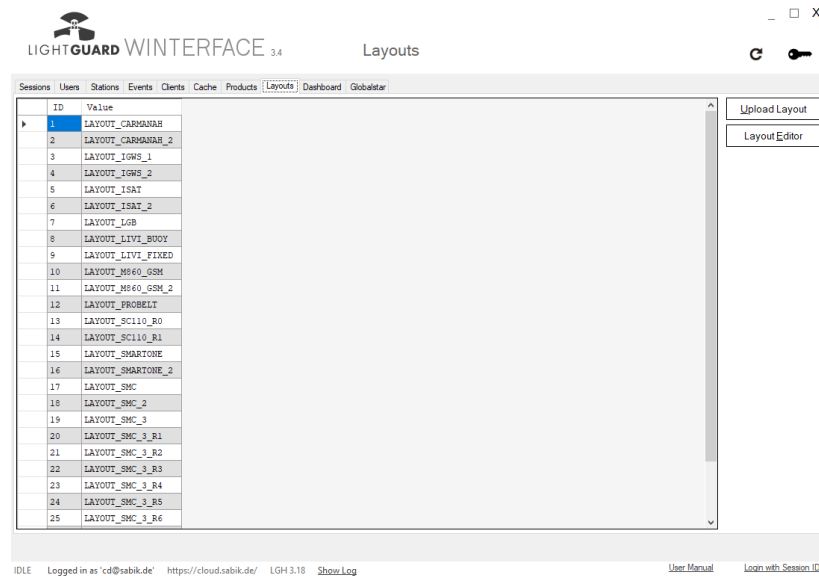 _ □ X
LIGHTGUARD WINTERFACE 3.4
Layouts
Sessions Users Stations Events Clients Cache Products Layouts Dashboard Globalstar
ID Value
1 LAYOUT_CARMANAH
2 LAYOUT_CARMANAH_2
3 LAYOUT_IGWS_1
4 LAYOUT_IGWS_2
5 LAYOUT_ISAT
6 LAYOUT_ISAT_2
7 LAYOUT_LGB
8 LAYOUT_LIVI_BUOY
9 LAYOUT_LIVI_FIXED
10 LAYOUT_M860_GSM
11 LAYOUT_M860_GSM_2
12 LAYOUT_PROBELT
13 LAYOUT_SC110_R0
14 LAYOUT_SC110_R1
15 LAYOUT_SMARTONE
16 LAYOUT_SMARTONE_2
17 LAYOUT_SMC
18 LAYOUT_SMC_2
19 LAYOUT_SMC_3
20 LAYOUT_SMC_3_R1
21 LAYOUT_SMC_3_R2
22 LAYOUT_SMC_3_R3
23 LAYOUT_SMC_3_R4
24 LAYOUT_SMC_3_R5
25 LAYOUT_SMC_3_R6
Upload Layout
Layout Editor
IDLE Logged in as 'cd@sabik.de' https://cloud.sabik.de/ LGH 3.18 Show Log User Manual Login with Session ID